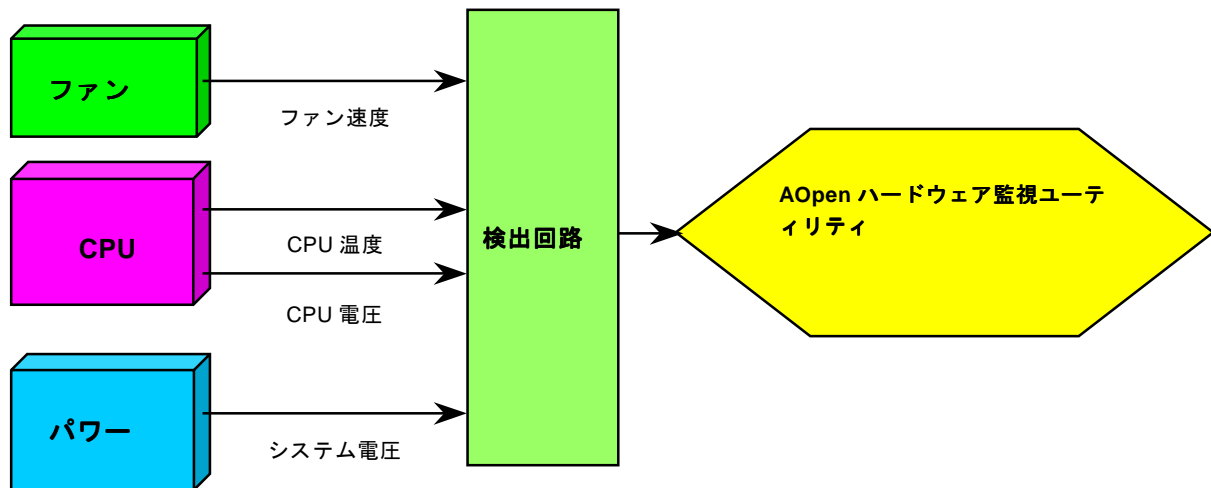 ファン
ファン速度
CPU
CPU 温度
CPU 電圧
パワー
システム電圧
検出回路
AOpen ハードウェア監視ユーテ
ィリティ